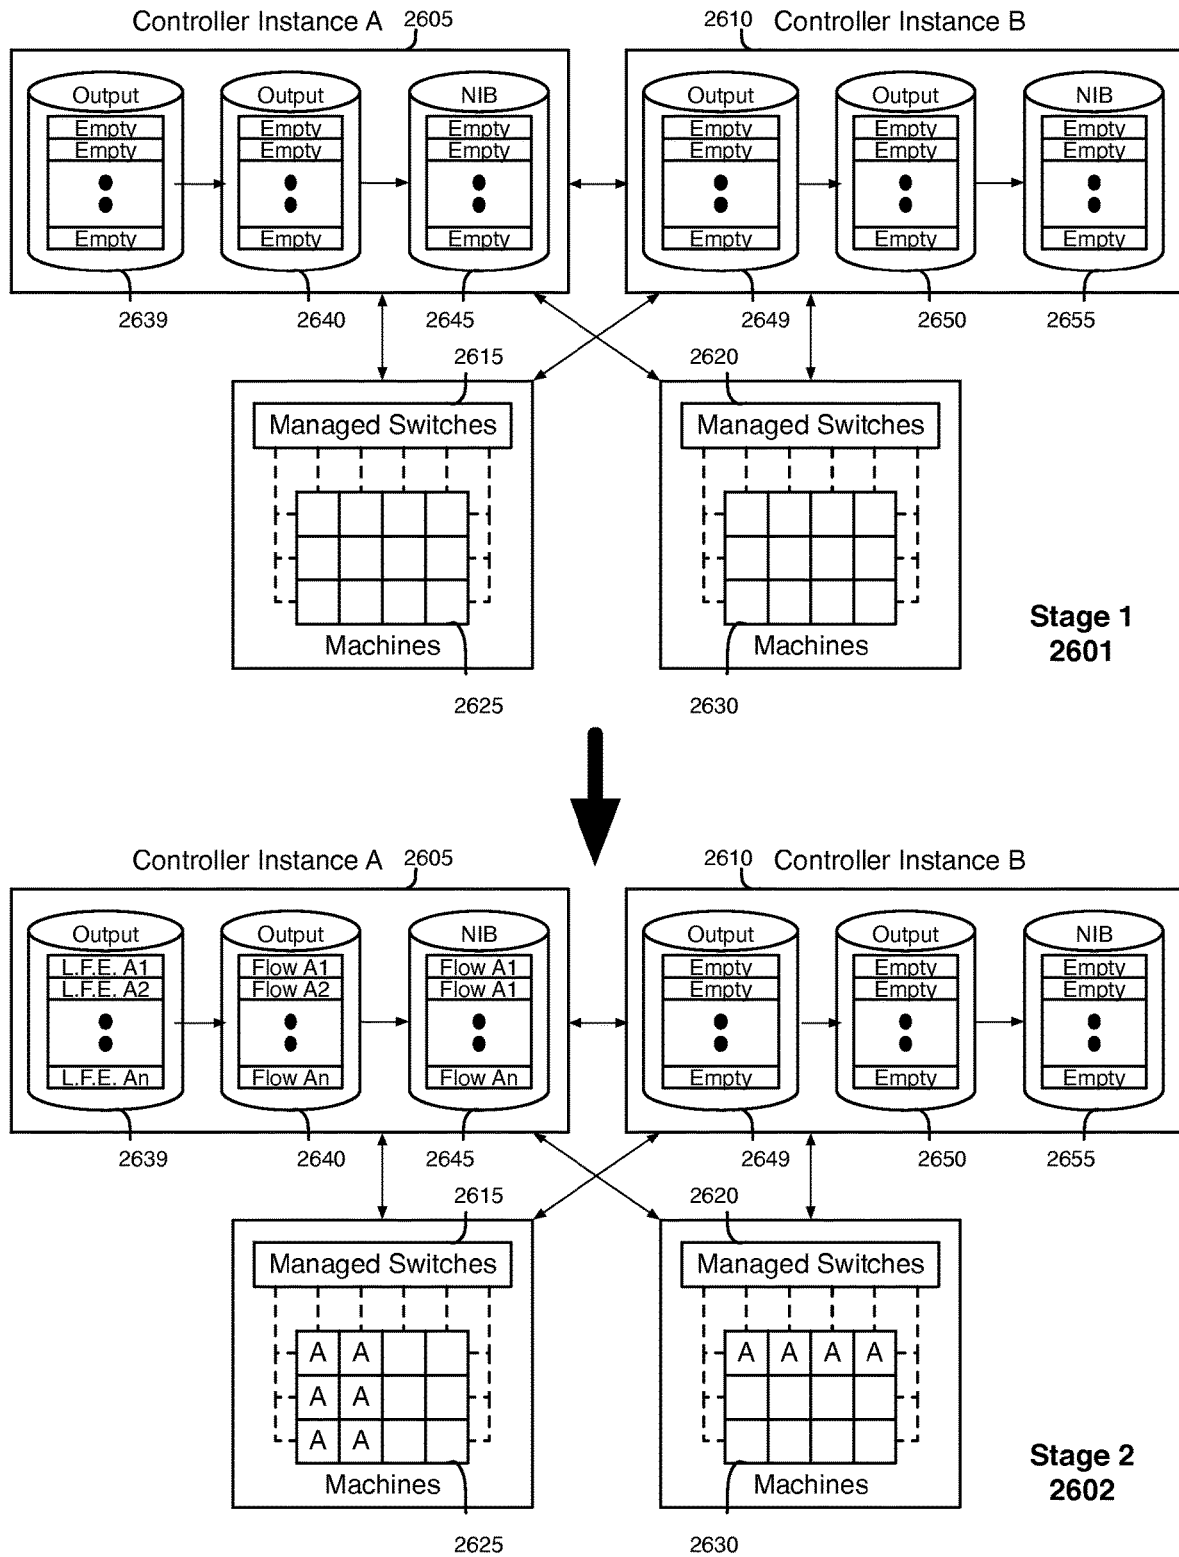 Controller Instance A 2605 2610 Controller Instance B
Output Output NIB Output Output NIB
Empty Empty Empty Empty Empty Empty
Empty Empty Empty Empty Empty Empty
Empty Empty Empty Empty Empty Empty
2639 2640 2645 2649 2650 2655
2615 2620
Managed Switches Managed Switches
Machines Machines
Stage 1
2601
2625 2630
Controller Instance A 2605 2610 Controller Instance B
Output Output NIB Output Output NIB
L.F.E. A1 Flow A1 Flow A1 Empty Empty Empty
L.F.E. A2 Flow A2 Flow A1 Empty Empty Empty
L.F.E. An Flow An Flow An Empty Empty Empty
2639 2640 2645 2649 2650 2655
2615 2620
Managed Switches Managed Switches
A A A A A A
A A
A A
Machines Machines
Stage 2
2602
2625 2630